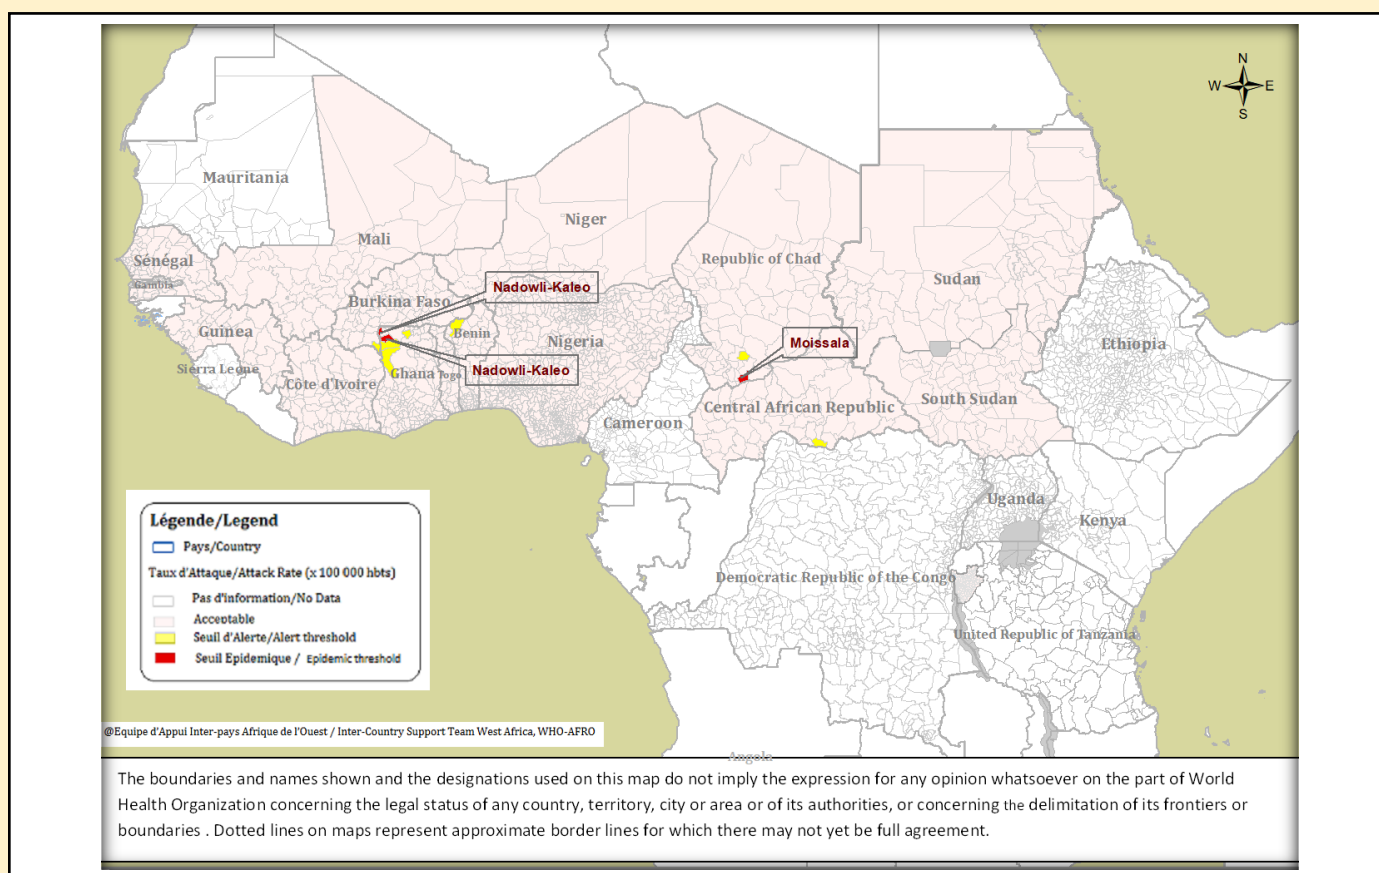 N
W E
S
Mauritania
Niger
Mali
Sénégal
Republic of Chad
Sudan
Gambia
Nadowli-Kaleo
Burkina Faso
Guinea
Benin
Nigeria
Moissala
Ethiopia
Sierra Leone
Côte d'Ivoire
Ghana
Togo
Nadowli-Kaleo
Central African Republic
South Sudan
Cameroon
Uganda
Kenya
Democratic Republic of the Congo
United Republic of Tanzania
Angola
Légende/Legend
Pays/Country
Taux d'Attaque/Attack Rate (x 100 000 hbts)
Pas d'information/No Data
Acceptable
Seuil d'Alerte/Alert threshold
Seuil Epidemique / Epidemic threshold
@Equipe d'Appui Inter-pays Afrique de l'Ouest / Inter-Country Support Team West Africa, WHO-AFRO
The boundaries and names shown and the designations used on this map do not imply the expression for any opinion whatsoever on the part of World
Health Organization concerning the legal status of any country, territory, city or area or of its authorities, or concerning the delimitation of its frontiers or
boundaries . Dotted lines on maps represent approximate border lines for which there may not yet be full agreement.